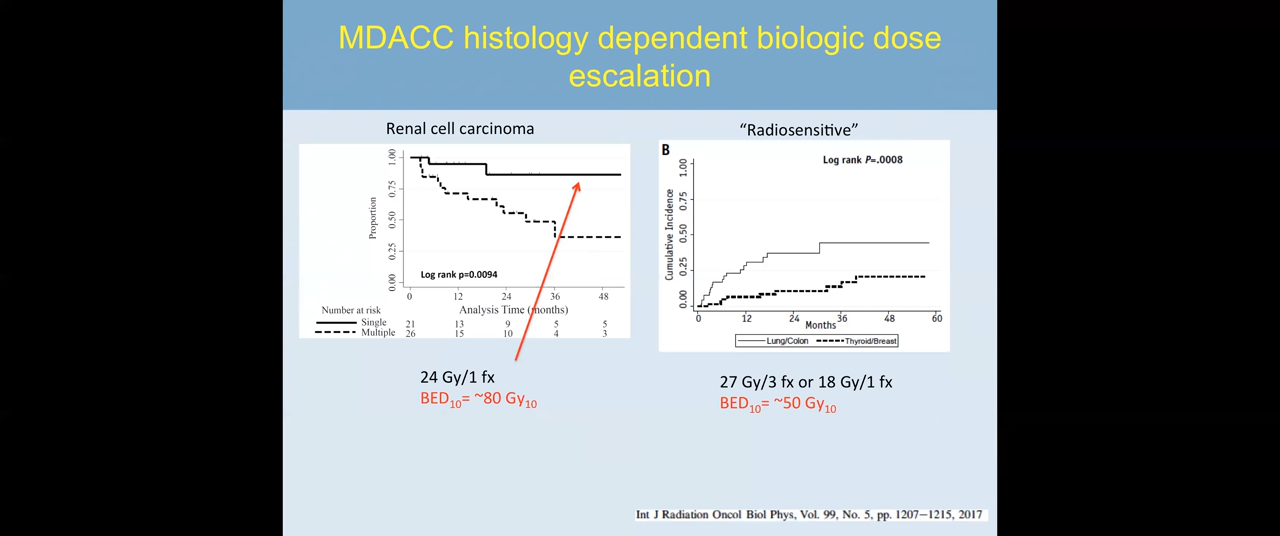 MDACC histology dependent biologic dose
escalation
Renal cell carcinoma
1.00
0.75
0.50
0.25
0.00
Proportion
Log rank p=0.0094
0 12 24 36 48
Analysis Time (months)
Number at risk
Single 21 13 9 5 5
Multiple 26 15 10 4 3
24 Gy/1 fx
BED10= ~80 Gy10
"Radiosensitive"
B
Log rank P=.0008
1.00
0.75
0.50
0.25
0.00
Cumulative Incidence
0 12 24 36 48 60
Months
Lung/Colon Thyroid/Breast
27 Gy/3 fx or 18 Gy/1 fx
BED10= ~50 Gy10
Int J Radiation Oncol Biol Phys, Vol. 99, No. 5, pp. 1207–1215, 2017